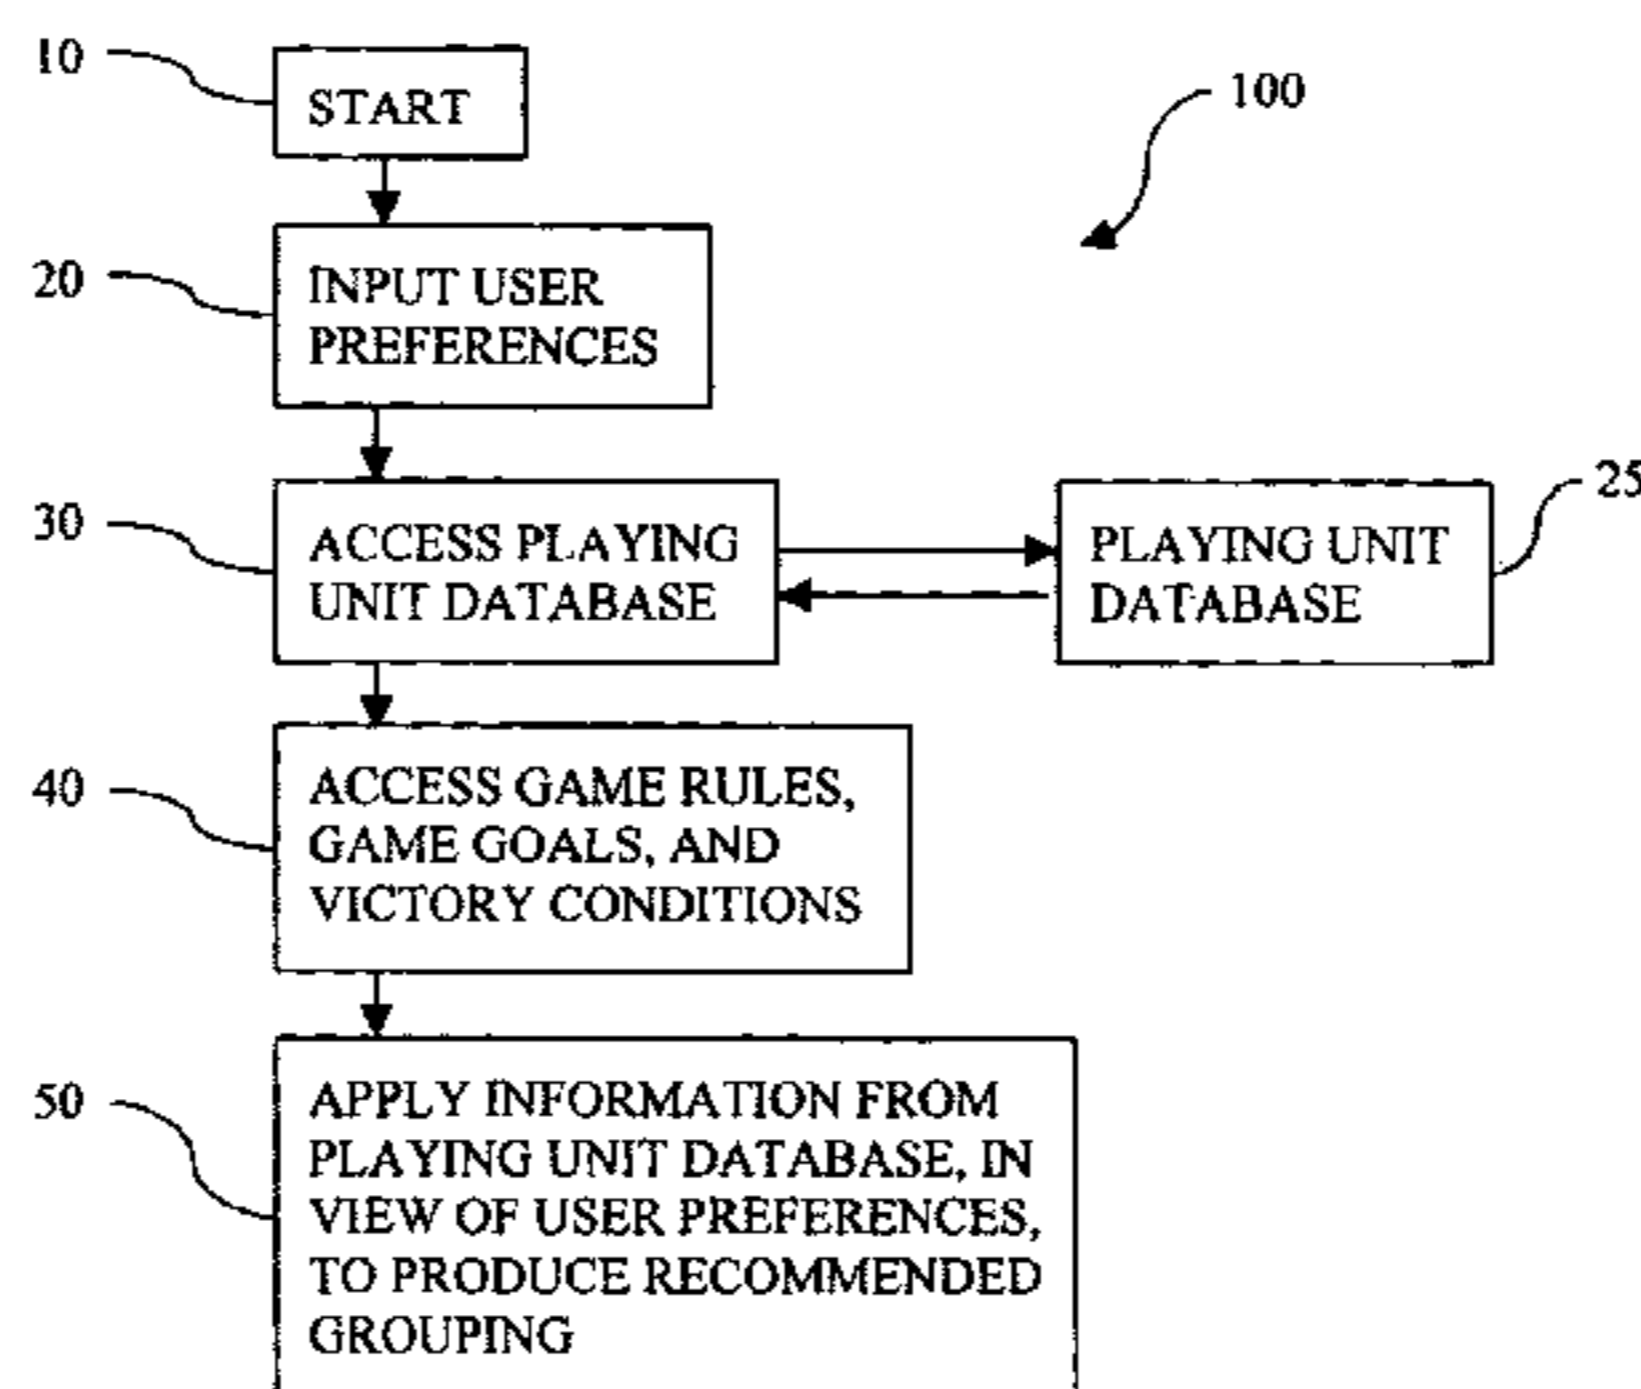 10
START
100
20
INPUT USER
PREFERENCES
30
ACCESS PLAYING
UNIT DATABASE
PLAYING UNIT
DATABASE
25
40
ACCESS GAME RULES,
GAME GOALS, AND
VICTORY CONDITIONS
50
APPLY INFORMATION FROM
PLAYING UNIT DATABASE, IN
VIEW OF USER PREFERENCES,
TO PRODUCE RECOMMENDED
GROUPING